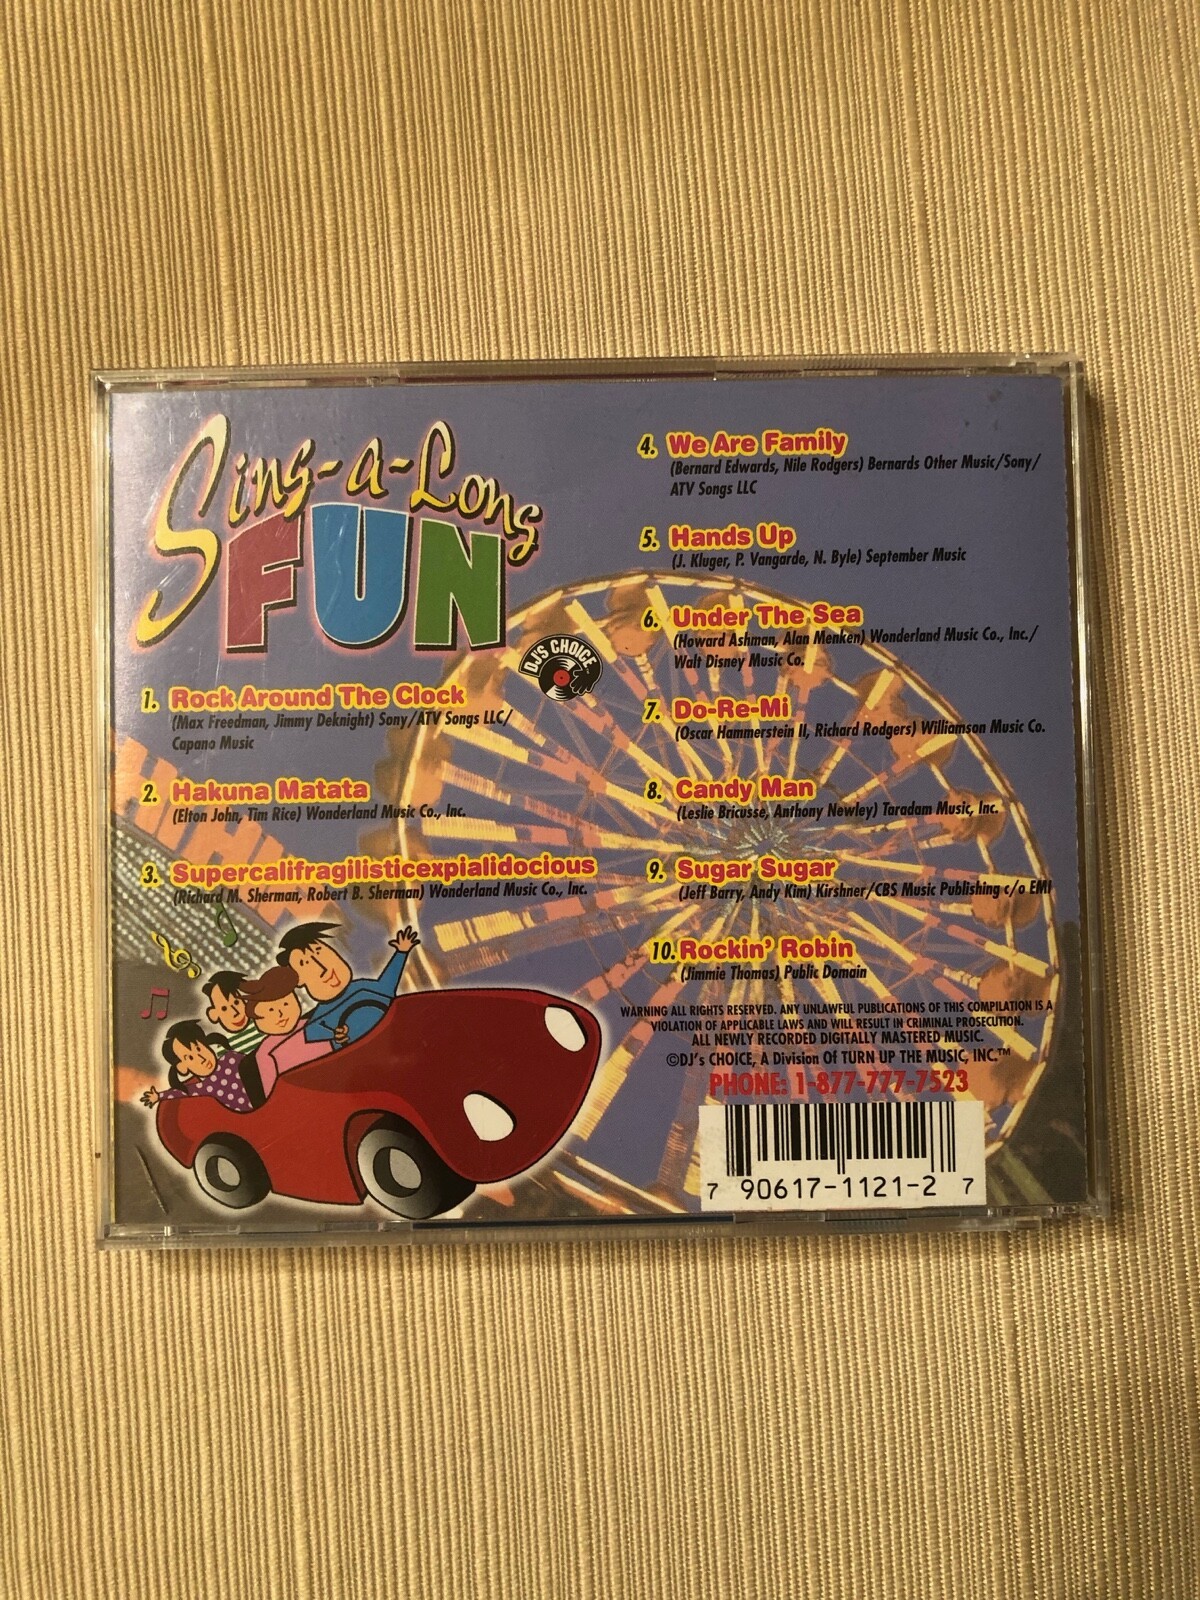 Sing-a-Long
FUN
DJ'S CHOICE
1. Rock Around The Clock
(Max Freedman, Jimmy Deknight) Sony/ATV Songs LLC/
Capano Music
2. Hakuna Matata
(Elton John, Tim Rice) Wonderland Music Co., Inc.
3. Supercalifragilisticexpialidocious
(Richard M. Sherman, Robert B. Sherman) Wonderland Music Co., Inc.
4. We Are Family
(Bernard Edwards, Nile Rodgers) Bernards Other Music/Sony/
ATV Songs LLC
5. Hands Up
(J. Kluger, P. Vangarde, N. Byle) September Music
6. Under The Sea
(Howard Ashman, Alan Menken) Wonderland Music Co., Inc./
Walt Disney Music Co.
7. Do-Re-Mi
(Oscar Hammerstein II, Richard Rodgers) Williamson Music Co.
8. Candy Man
(Leslie Bricusse, Anthony Newley) Taradam Music, Inc.
9. Sugar Sugar
(Jeff Barry, Andy Kim) Kirshner/CBS Music Publishing c/o EMI
10. Rockin' Robin
(Jimmie Thomas) Public Domain
WARNING ALL RIGHTS RESERVED. ANY UNLAWFUL PUBLICATIONS OF THIS COMPILATION IS A
VIOLATION OF APPLICABLE LAWS AND WILL RESULT IN CRIMINAL PROSECUTION.
ALL NEWLY RECORDED DIGITALLY MASTERED MUSIC.
©DJ's CHOICE, A Division Of TURN UP THE MUSIC, INC.™
PHONE: 1-877-777-7523
7 90617-1121-2 7